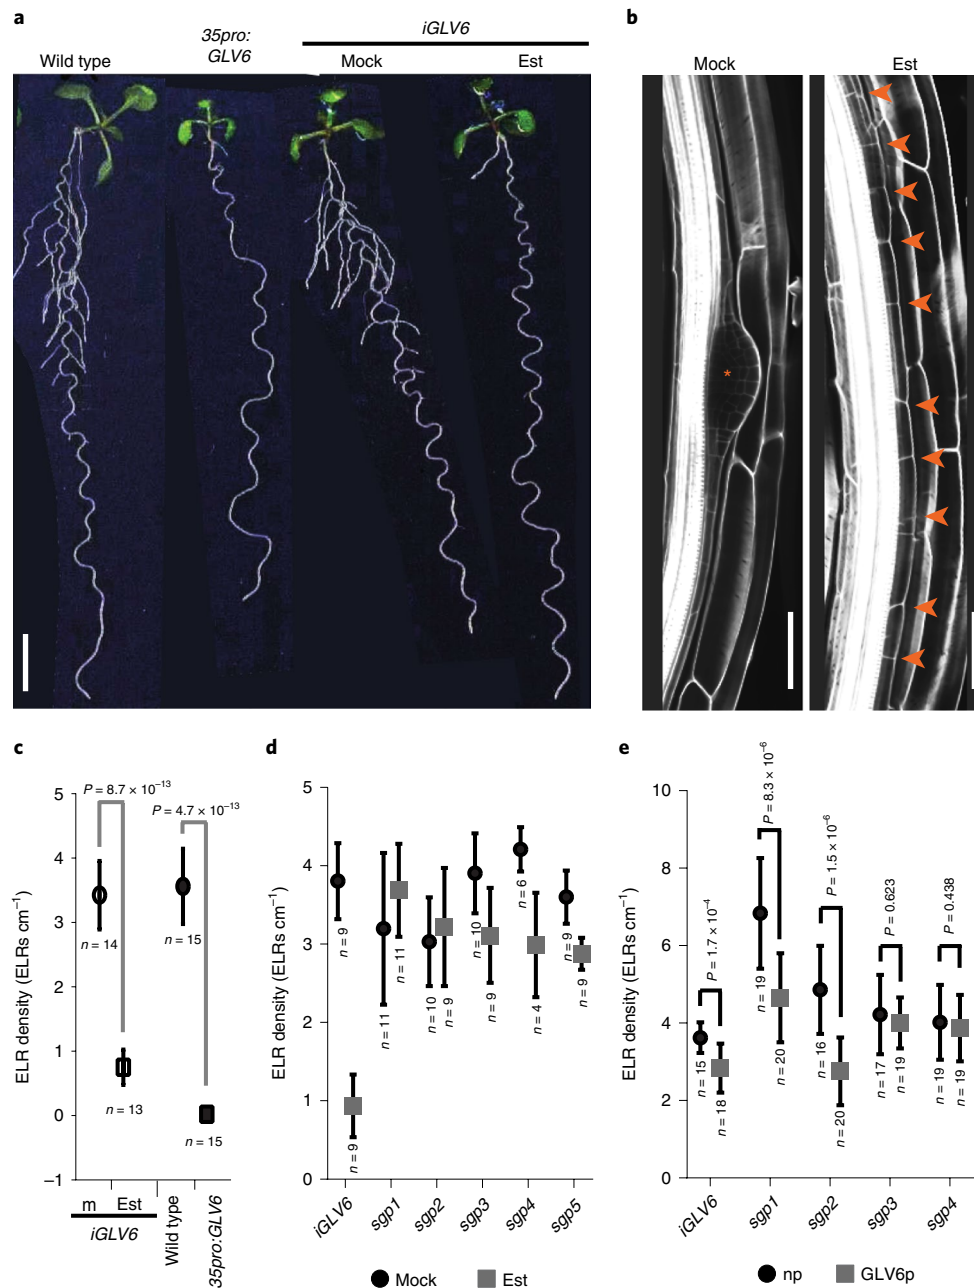 a
Wild type
35pro:
GLV6
iGLV6
Mock
Est
b
Mock
Est
*
c
ELR density (ELRs cm⁻¹)
5
4
3
2
1
0
–1
P = 8.7 × 10⁻¹³
P = 4.7 × 10⁻¹³
n = 14
n = 15
n = 13
n = 15
m
Est
iGLV6
Wild type
35pro:GLV6
d
ELR density (ELRs cm⁻¹)
5
4
3
2
1
0
n = 9
n = 9
n = 11
n = 11
n = 10
n = 9
n = 10
n = 9
n = 6
n = 4
n = 9
n = 9
iGLV6
sgp1
sgp2
sgp3
sgp4
sgp5
Mock
Est
e
ELR density (ELRs cm⁻¹)
10
8
6
4
2
0
P = 1.7 × 10⁻⁴
P = 8.3 × 10⁻⁶
P = 1.5 × 10⁻⁶
P = 0.623
P = 0.438
n = 15
n = 18
n = 19
n = 20
n = 16
n = 20
n = 17
n = 19
n = 19
n = 19
iGLV6
sgp1
sgp2
sgp3
sgp4
np
GLV6p